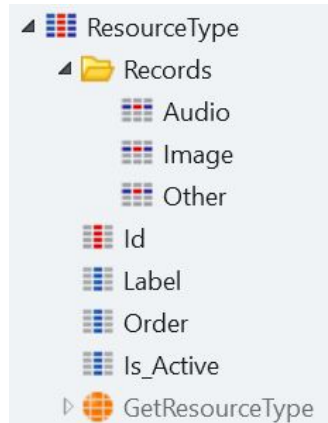 ResourceType
Records
Audio
Image
Other
Id
Label
Order
Is_Active
GetResourceType